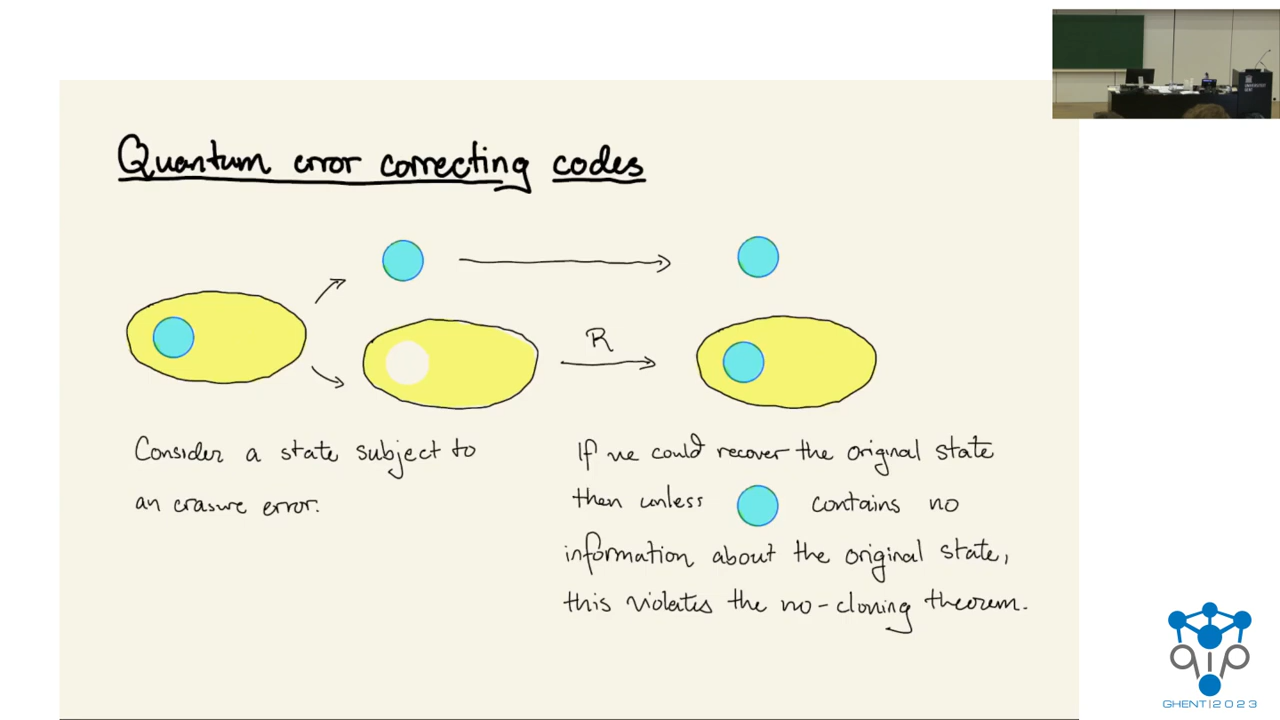 Quantum error correcting codes
R
Consider a state subject to
an erasure error.
If we could recover the original state
then unless contains no
information about the original state,
this violates the no-cloning theorem.
qip
GHENT|2023